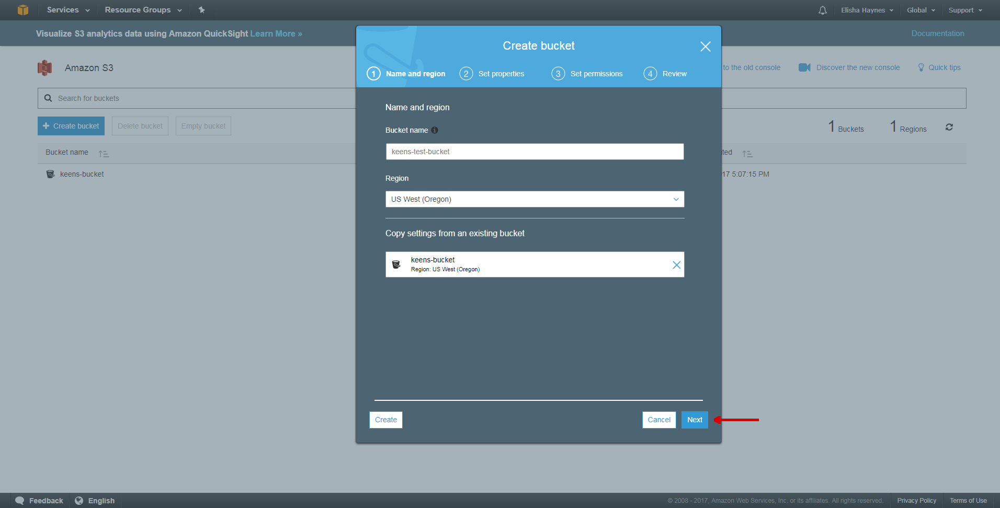 Services Resource Groups Elisha Haynes Global Support
Visualize S3 analytics data using Amazon QuickSight Learn More » Documentation
Amazon S3 to the old console Discover the new console Quick tips
Search for buckets
Create bucket Delete bucket Empty bucket 1 Buckets 1 Regions
Bucket name ted
keens-bucket 17 5:07:15 PM
Create bucket
1 Name and region 2 Set properties 3 Set permissions 4 Review
Name and region
Bucket name
keens-test-bucket
Region
US West (Oregon)
Copy settings from an existing bucket
keens-bucket
Region: US West (Oregon)
Create Cancel Next
Feedback English © 2008 - 2017, Amazon Web Services, Inc. or its affiliates. All rights reserved. Privacy Policy Terms of Use